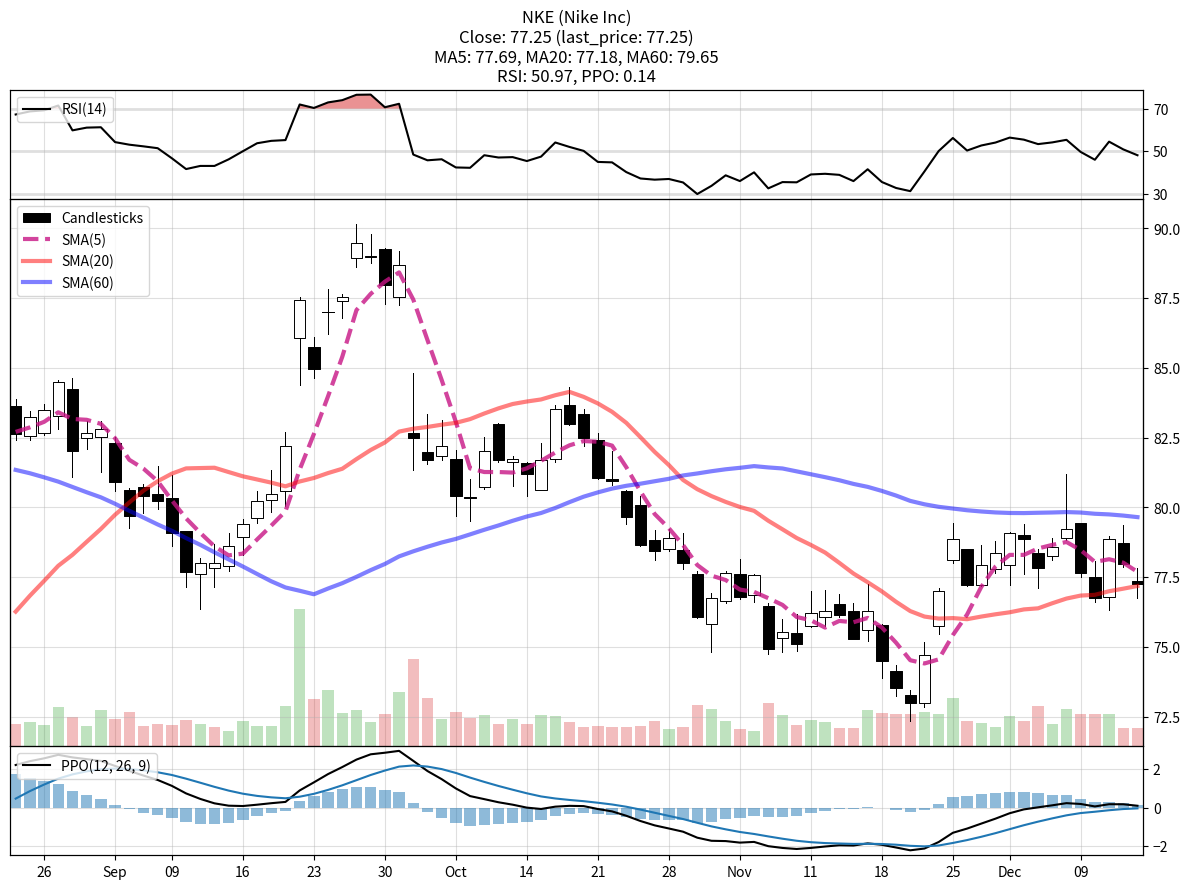 NKE (Nike Inc)
Close: 77.25 (last_price: 77.25)
MA5: 77.69, MA20: 77.18, MA60: 79.65
RSI: 50.97, PPO: 0.14
RSI(14)
70
50
30
Candlesticks
SMA(5)
SMA(20)
SMA(60)
90.0
87.5
85.0
82.5
80.0
77.5
75.0
72.5
PPO(12, 26, 9)
2
0
−2
26 Sep 09 16 23 30 Oct 14 21 28 Nov 11 18 25 Dec 09